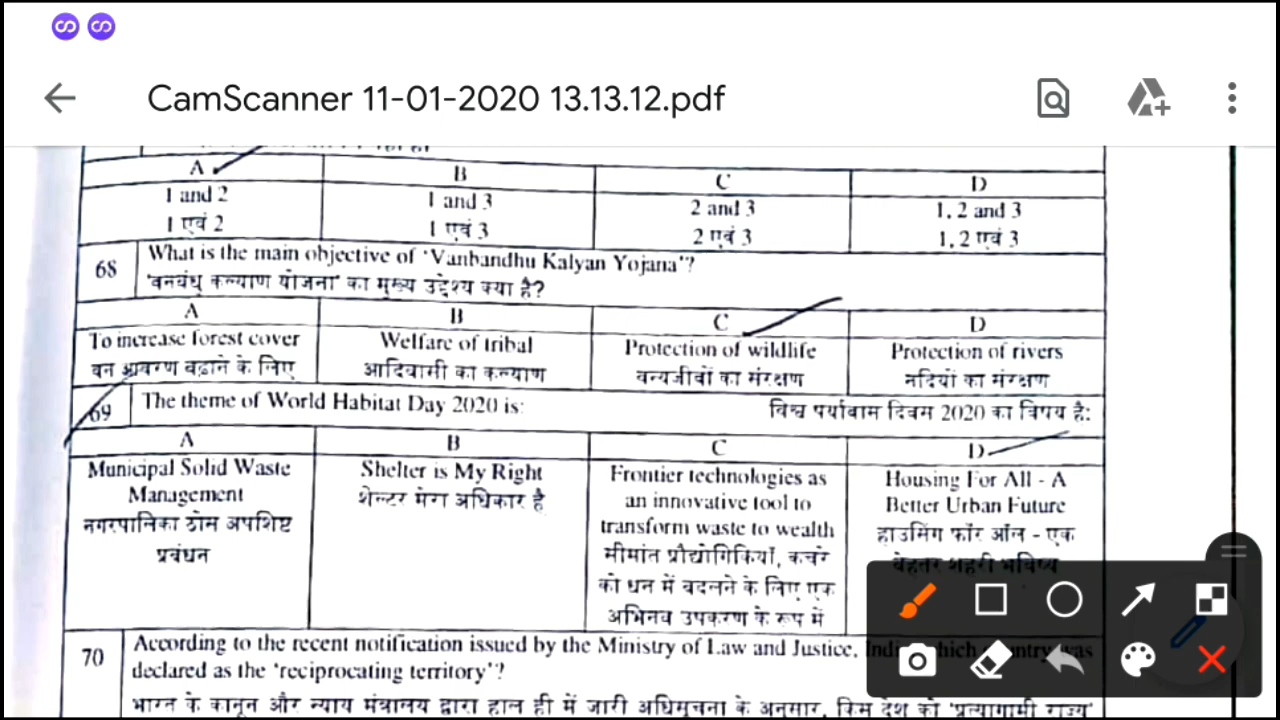 CamScanner 11-01-2020 13.13.12.pdf
A B C D
1 and 2 1 and 3 2 and 3 1, 2 and 3
1 एवं 2 1 एवं 3 2 एवं 3 1, 2 एवं 3
68 What is the main objective of 'Vanbandhu Kalyan Yojana'?
'वनबंधु कल्याण योजना' का मुख्य उद्देश्य क्या है?
A B C D
To increase forest cover Welfare of tribal Protection of wildlife Protection of rivers
वन आवरण बढ़ाने के लिए आदिवासी का कल्याण वन्यजीवों का संरक्षण नदियों का संरक्षण
69 The theme of World Habitat Day 2020 is: विश्व पर्यावास दिवस 2020 का विषय है:
A B C D
Municipal Solid Waste
Management
नगरपालिका ठोस अपशिष्ट
प्रबंधन
Shelter is My Right
शेल्टर मेरा अधिकार है
Frontier technologies as
an innovative tool to
transform waste to wealth
सीमांत प्रौद्योगिकियाँ, कचरे
को धन में बदलने के लिए एक
अभिनव उपकरण के रूप में
Housing For All - A
Better Urban Future
हाउसिंग फॉर ऑल - एक
बेहतर शहरी भविष्य
70 According to the recent notification issued by the Ministry of Law and Justice, which was
declared as the 'reciprocating territory'?
भारत के कानून और न्याय मंत्रालय द्वारा हाल ही में जारी अधिसूचना के अनुसार, किस देश को 'प्रत्यागामी राज्य'